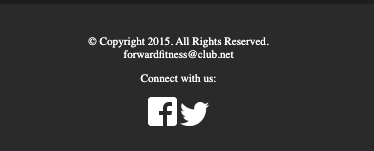 © Copyright 2015. All Rights Reserved.
forwardfitness@club.net
Connect with us: